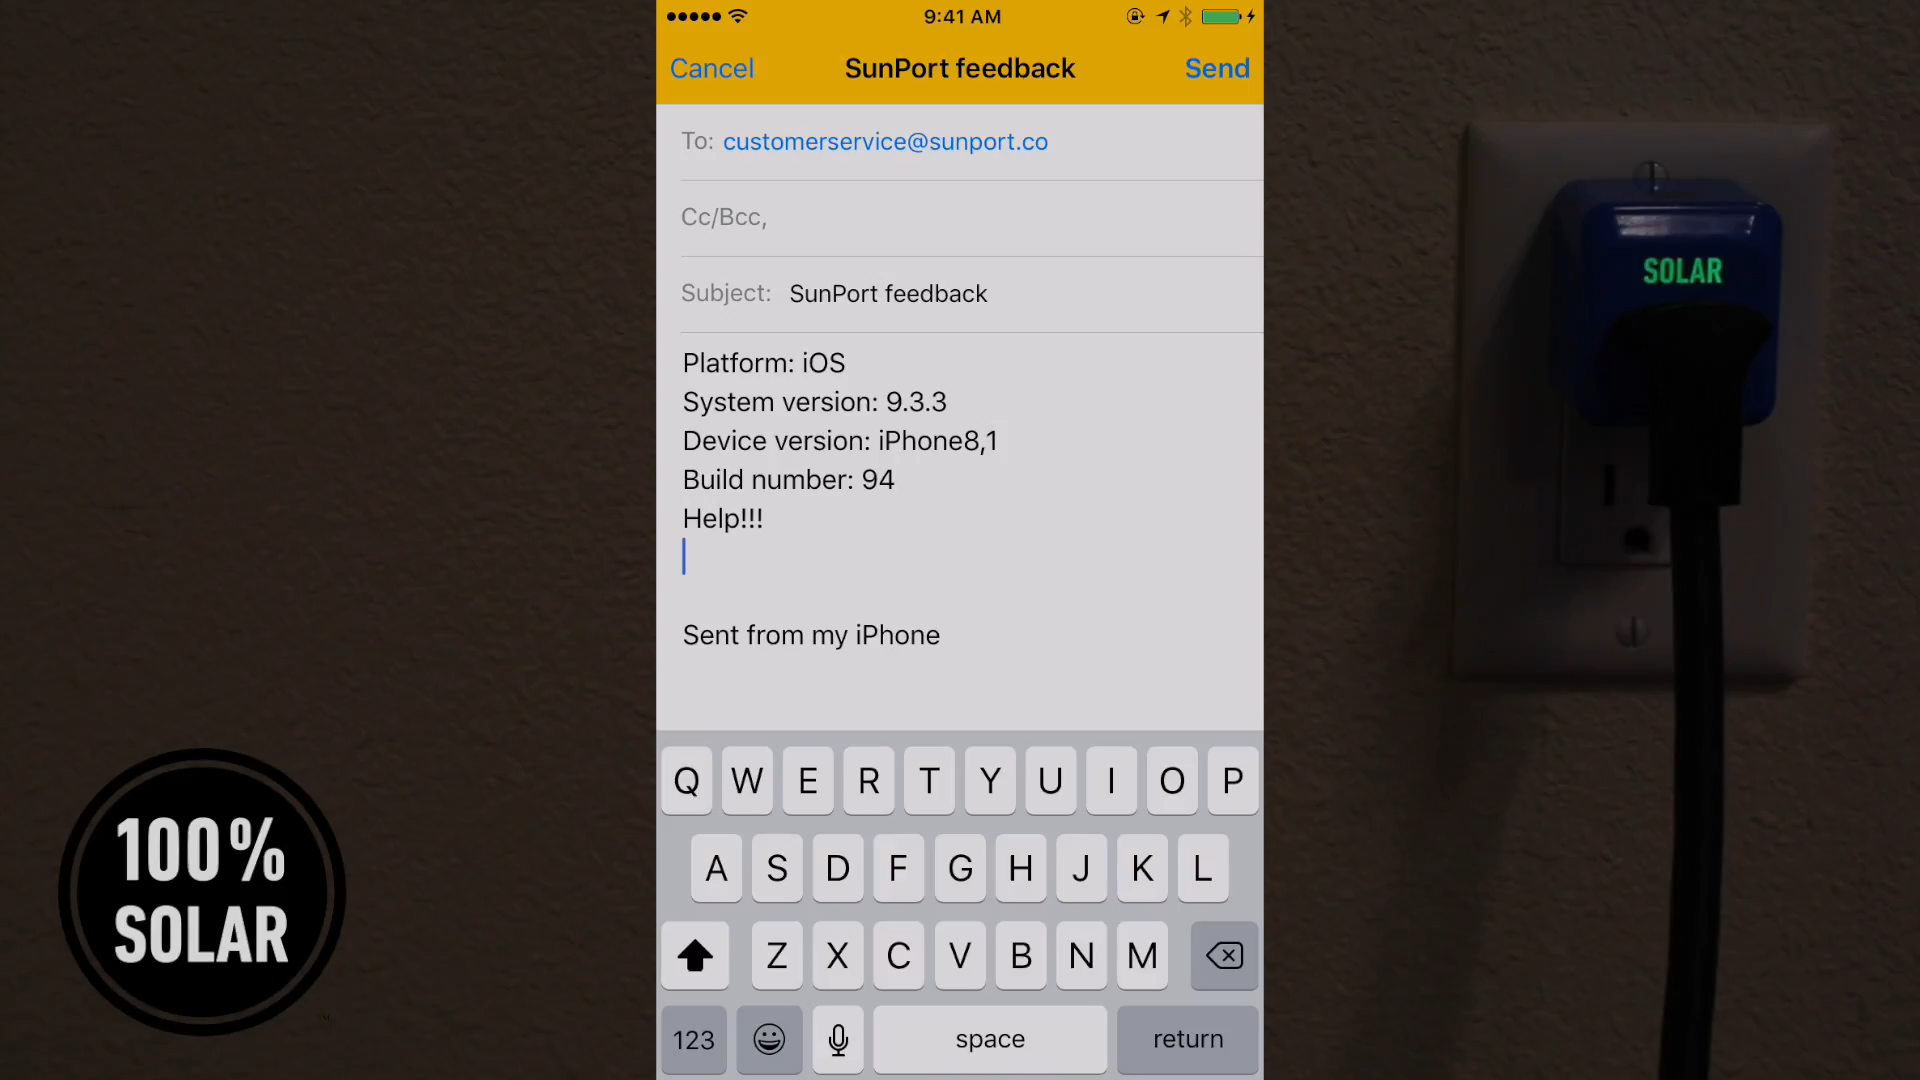 9:41 AM
Cancel SunPort feedback Send
To: customerservice@sunport.co
Cc/Bcc,
Subject: SunPort feedback
Platform: iOS
System version: 9.3.3
Device version: iPhone8,1
Build number: 94
Help!!!
Sent from my iPhone
Q W E R T Y U I O P
A S D F G H J K L
Z X C V B N M
123 space return
SOLAR
100%
SOLAR